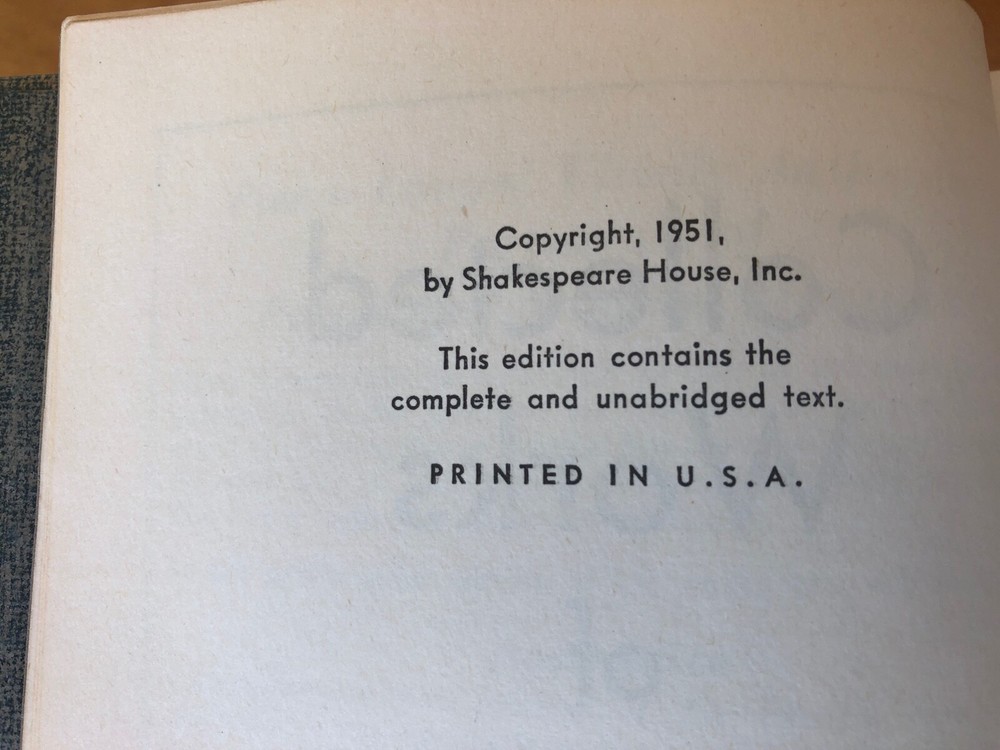 Copyright, 1951,
by Shakespeare House, Inc.
This edition contains the
complete and unabridged text.
PRINTED IN U.S.A.